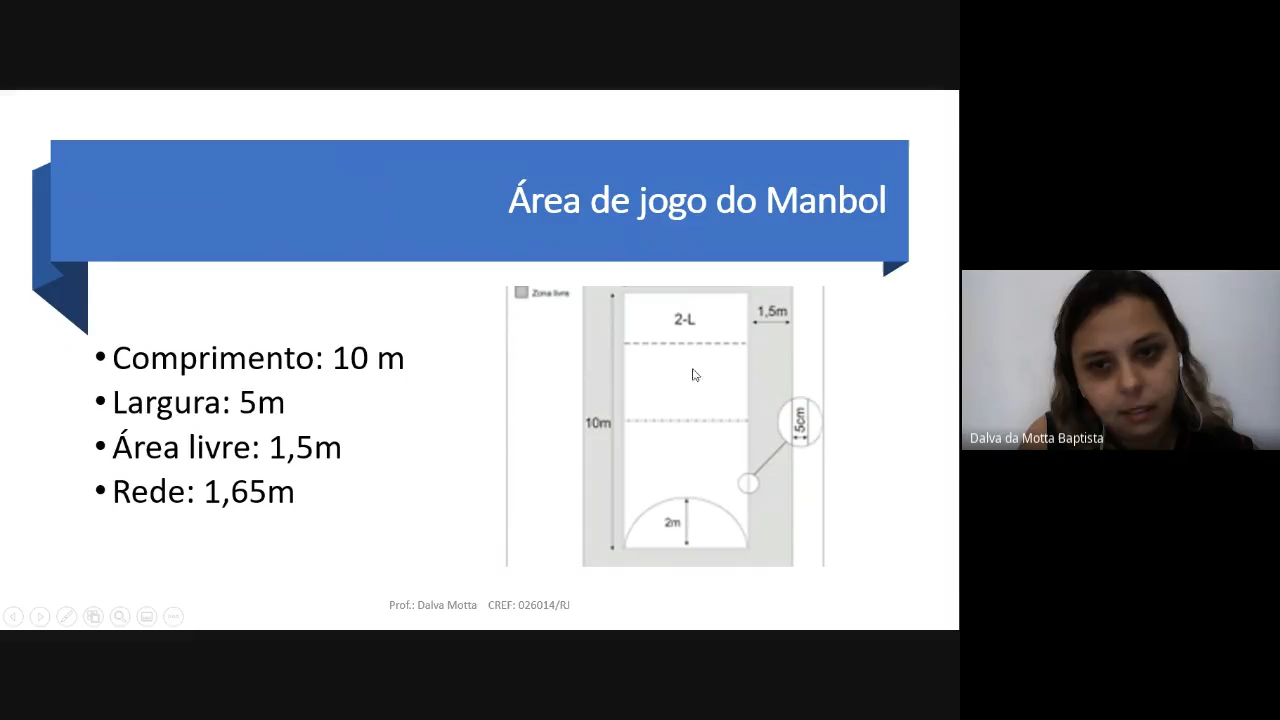 Área de jogo do Manbol
Zona livre
2-L
1,5m
• Comprimento: 10 m
• Largura: 5m
• Área livre: 1,5m
• Rede: 1,65m
10m
5cm
2m
Dalva da Motta Baptista
Prof.: Dalva Motta CREF: 026014/RJ